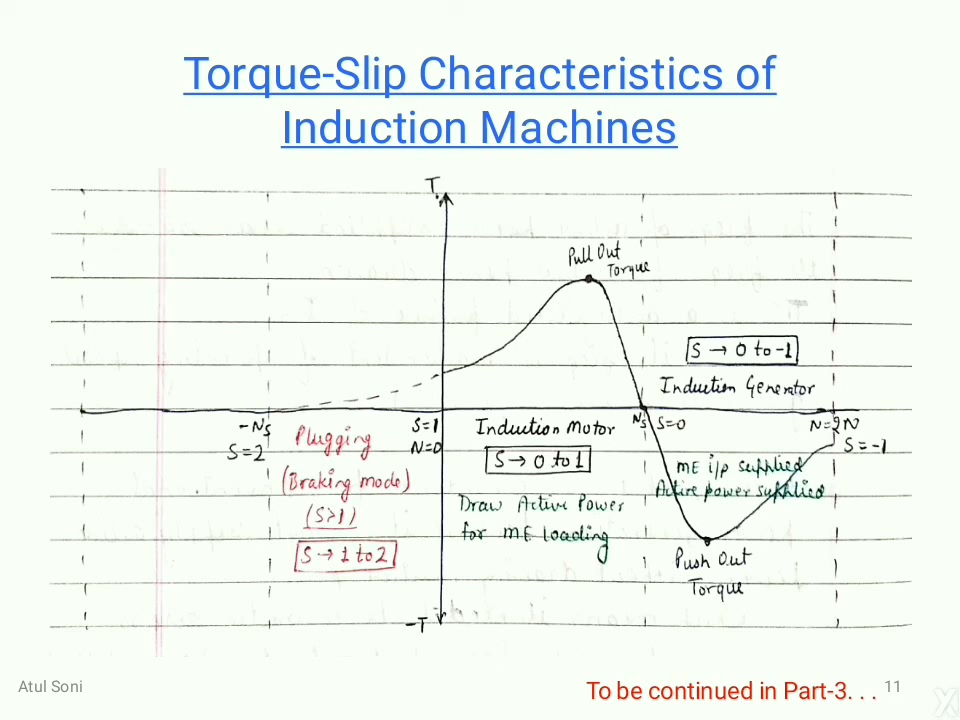 Torque-Slip Characteristics of
Induction Machines
T
Pull Out
Torque
S → 0 to -1
Induction Generator
-Ns
S=2
S=1
N=0
Ns
S=0
N=2N
S=-1
Plugging
(Braking mode)
(S>1)
S → 1 to 2
Induction Motor
S → 0 to 1
Draw Active Power
for ME loading
ME i/p supplied
Active power supplied
Push Out
Torque
-T
Atul Soni
To be continued in Part-3. . .
11